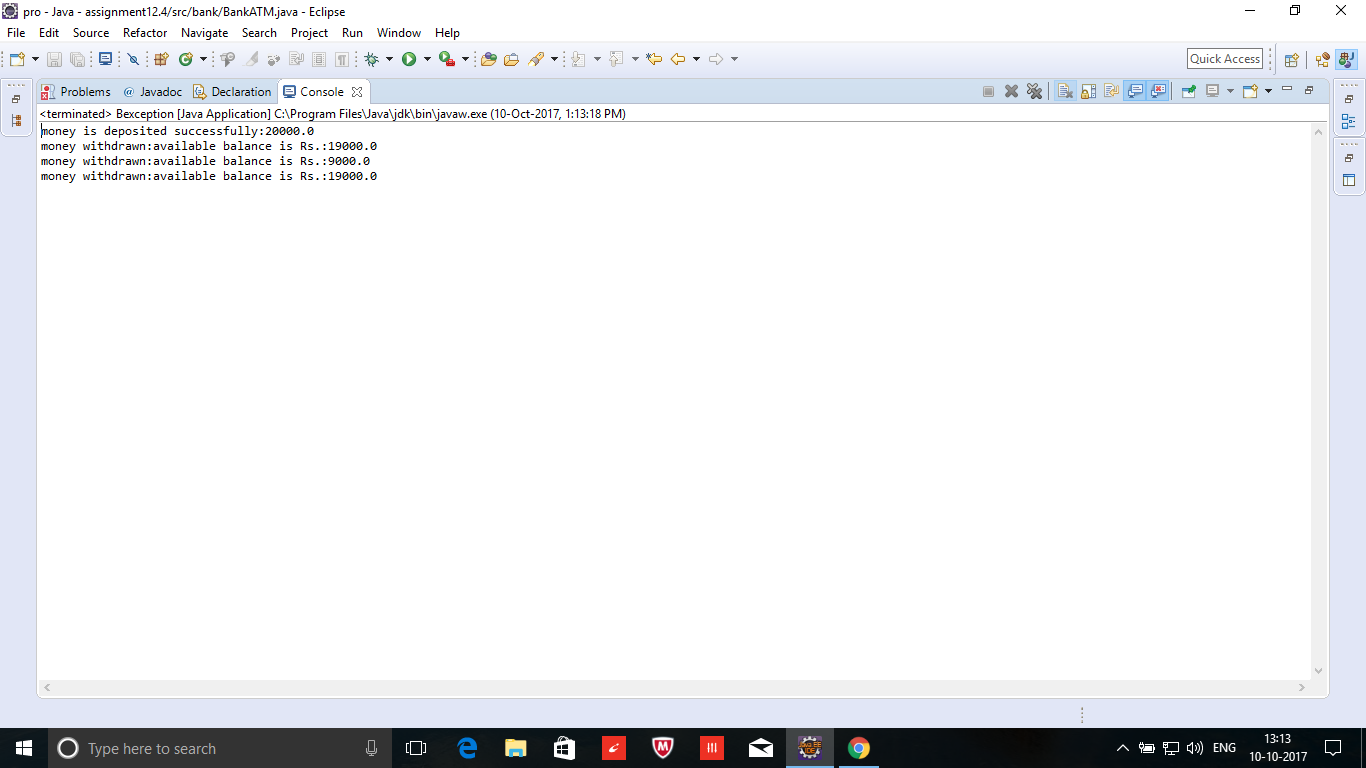 pro - Java - assignment12.4/src/bank/BankATM.java - Eclipse
File Edit Source Refactor Navigate Search Project Run Window Help
Quick Access
Problems @ Javadoc Declaration Console
<terminated> Bexception [Java Application] C:\Program Files\Java\jdk\bin\javaw.exe (10-Oct-2017, 1:13:18 PM)
money is deposited successfully:20000.0
money withdrawn:available balance is Rs.:19000.0
money withdrawn:available balance is Rs.:9000.0
money withdrawn:available balance is Rs.:19000.0
Type here to search
ENG
13:13
10-10-2017